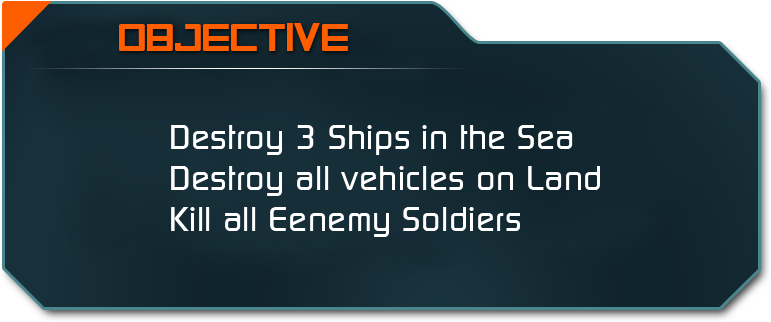 OBJECTIVE
Destroy 3 Ships in the Sea
Destroy all vehicles on Land
Kill all Eenemy Soldiers